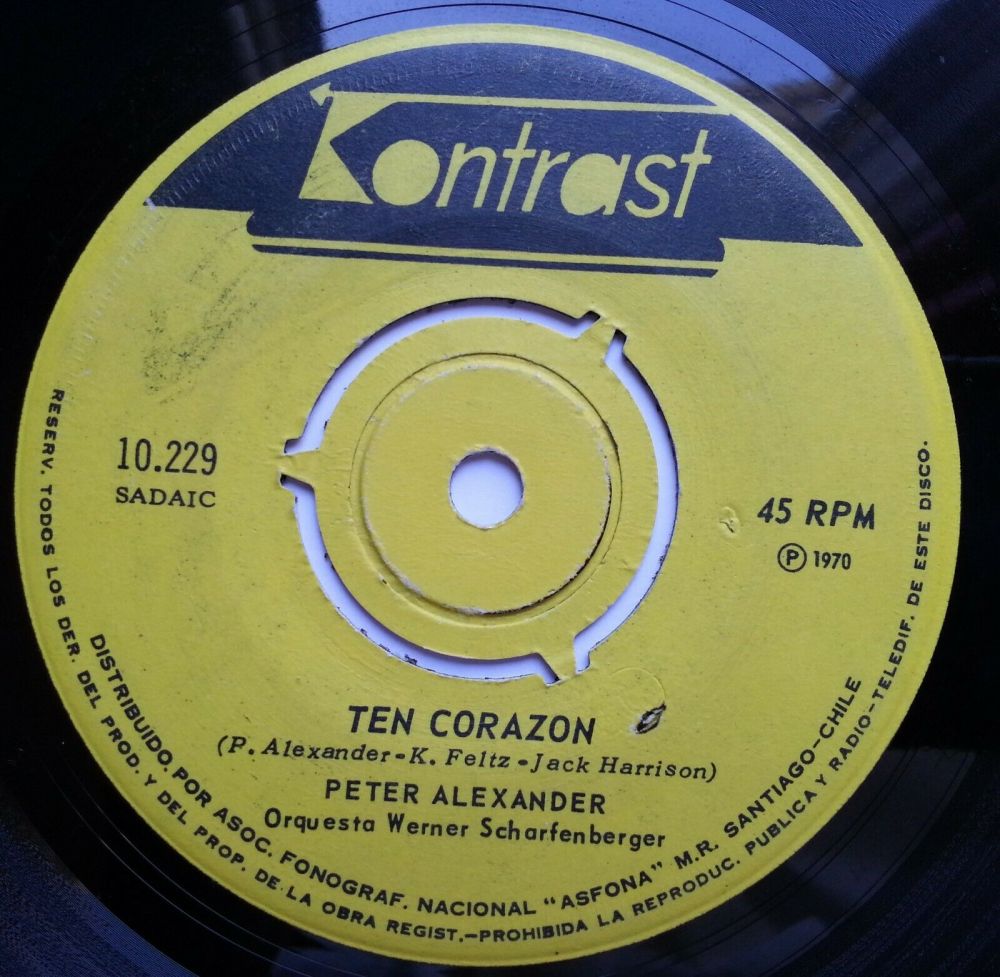 Kontrast
10.229
SADAIC
45 RPM
Ⓟ 1970
TEN CORAZON
(P. Alexander-K. Feltz-Jack Harrison)
PETER ALEXANDER
Orquesta Werner Scharfenberger
DISTRIBUIDO. POR ASOC. FONOGRAF. NACIONAL "ASFONA" M.R. SANTIAGO-CHILE
RESERV. TODOS LOS DER. DEL PROD. Y DEL PROP. DE LA OBRA REGIST.-PROHIBIDA LA REPRODUC. PUBLICA Y RADIO-TELEDIF. DE ESTE DISCO.